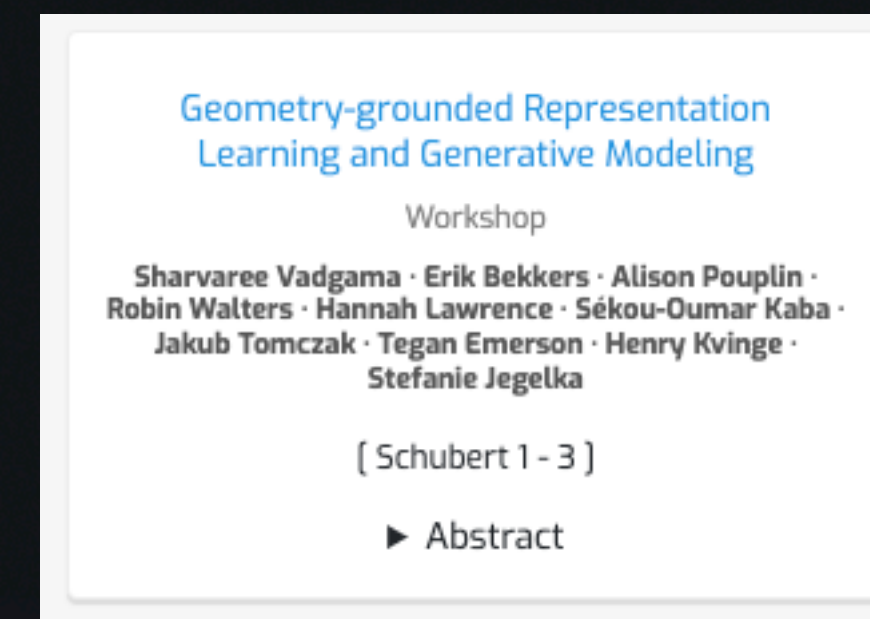 Geometry-grounded Representation
Learning and Generative Modeling
Workshop
Sharvaree Vadgama · Erik Bekkers · Alison Pouplin ·
Robin Walters · Hannah Lawrence · Sékou-Oumar Kaba ·
Jakub Tomczak · Tegan Emerson · Henry Kvinge ·
Stefanie Jegelka
[ Schubert 1 - 3 ]
▶ Abstract